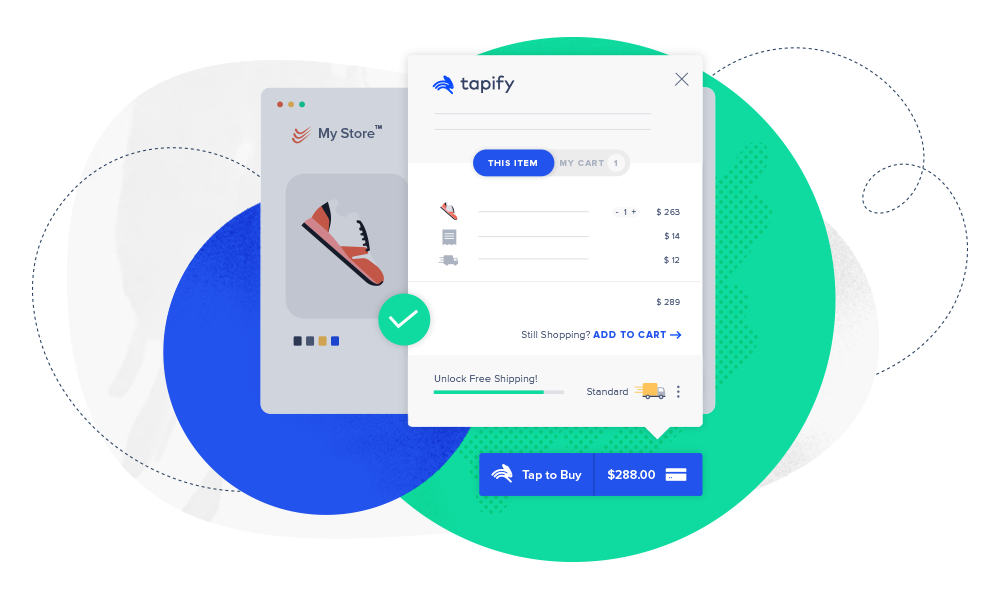 My Store™
tapify
THIS ITEM
MY CART 1
- 1 + $ 263
$ 14
$ 12
$ 289
Still Shopping? ADD TO CART
Unlock Free Shipping!
Standard
Tap to Buy $288.00